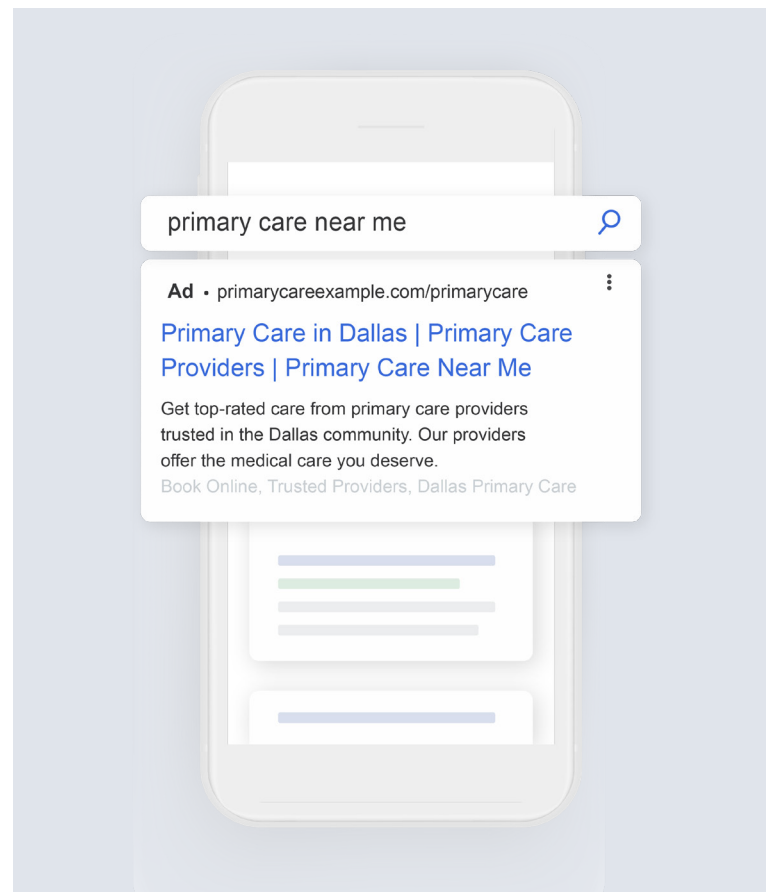 primary care near me
Ad • primarycareexample.com/primarycare
Primary Care in Dallas | Primary Care
Providers | Primary Care Near Me
Get top-rated care from primary care providers
trusted in the Dallas community. Our providers
offer the medical care you deserve.
Book Online, Trusted Providers, Dallas Primary Care